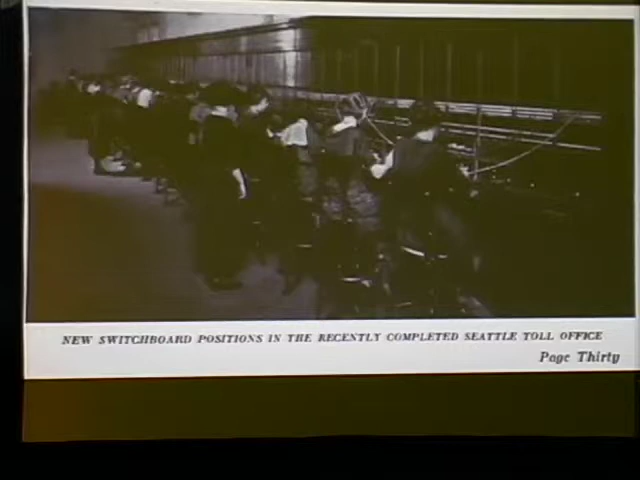 NEW SWITCHBOARD POSITIONS IN THE RECENTLY COMPLETED SEATTLE TOLL OFFICE
Page Thirty